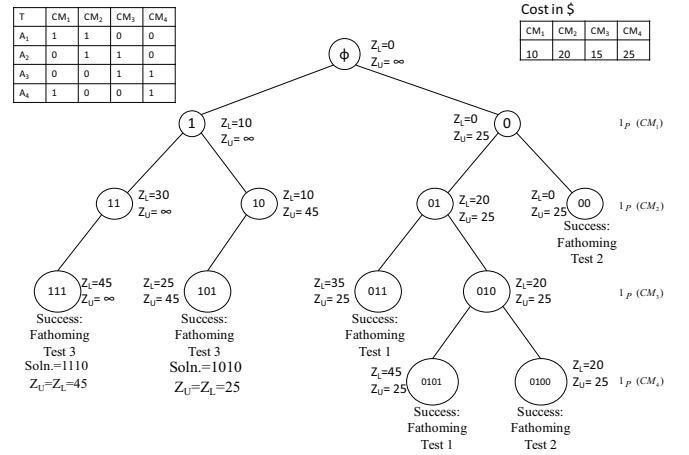 T CM1 CM2 CM3 CM4
A1 1 1 0 0
A2 0 1 1 0
A3 0 0 1 1
A4 1 0 0 1
Cost in $
CM1 CM2 CM3 CM4
10 20 15 25
ϕ
ZL=0
ZU= ∞
1
ZL=10
ZU= ∞
ZL=0
ZU= 25
0
1P (CM1)
11
ZL=30
ZU= ∞
10
ZL=10
ZU= 45
01
ZL=20
ZU= 25
ZL=0
ZU= 25
00
Success:
Fathoming
Test 2
1P (CM2)
111
ZL=45
ZU= ∞
Success:
Fathoming
Test 3
Soln.=1110
ZU=ZL=45
ZL=25
ZU= 45
101
Success:
Fathoming
Test 3
Soln.=1010
ZU=ZL=25
ZL=35
ZU= 25
011
Success:
Fathoming
Test 1
010
ZL=20
ZU= 25
1P (CM3)
ZL=45
ZU= 25
0101
Success:
Fathoming
Test 1
0100
ZL=20
ZU= 25
Success:
Fathoming
Test 2
1P (CM4)